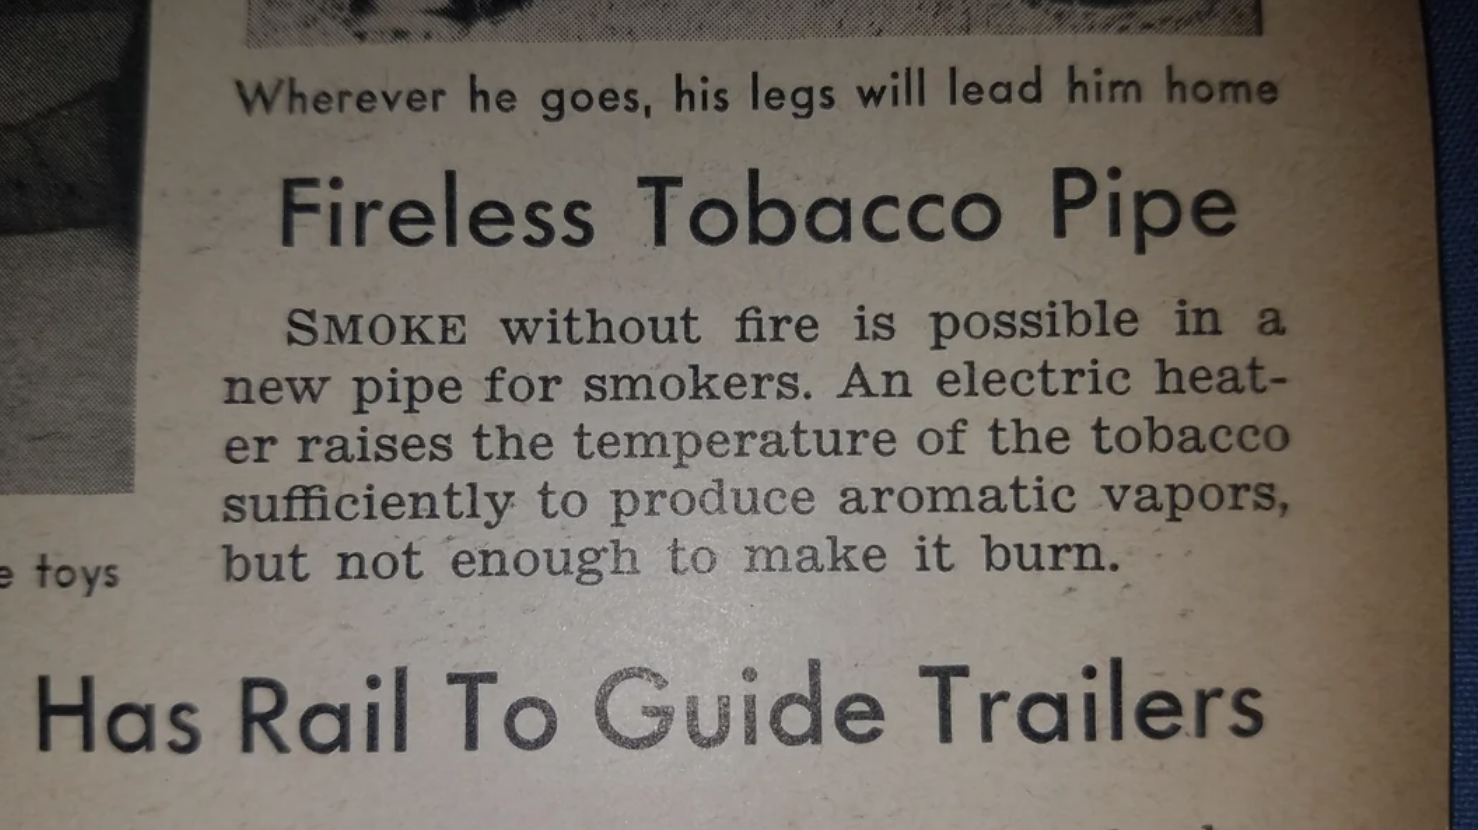 Wherever he goes, his legs will lead him home
Fireless Tobacco Pipe
SMOKE without fire is possible in a
new pipe for smokers. An electric heat-
er raises the temperature of the tobacco
sufficiently to produce aromatic vapors,
but not enough to make it burn.
toys
Has Rail To Guide Trailers